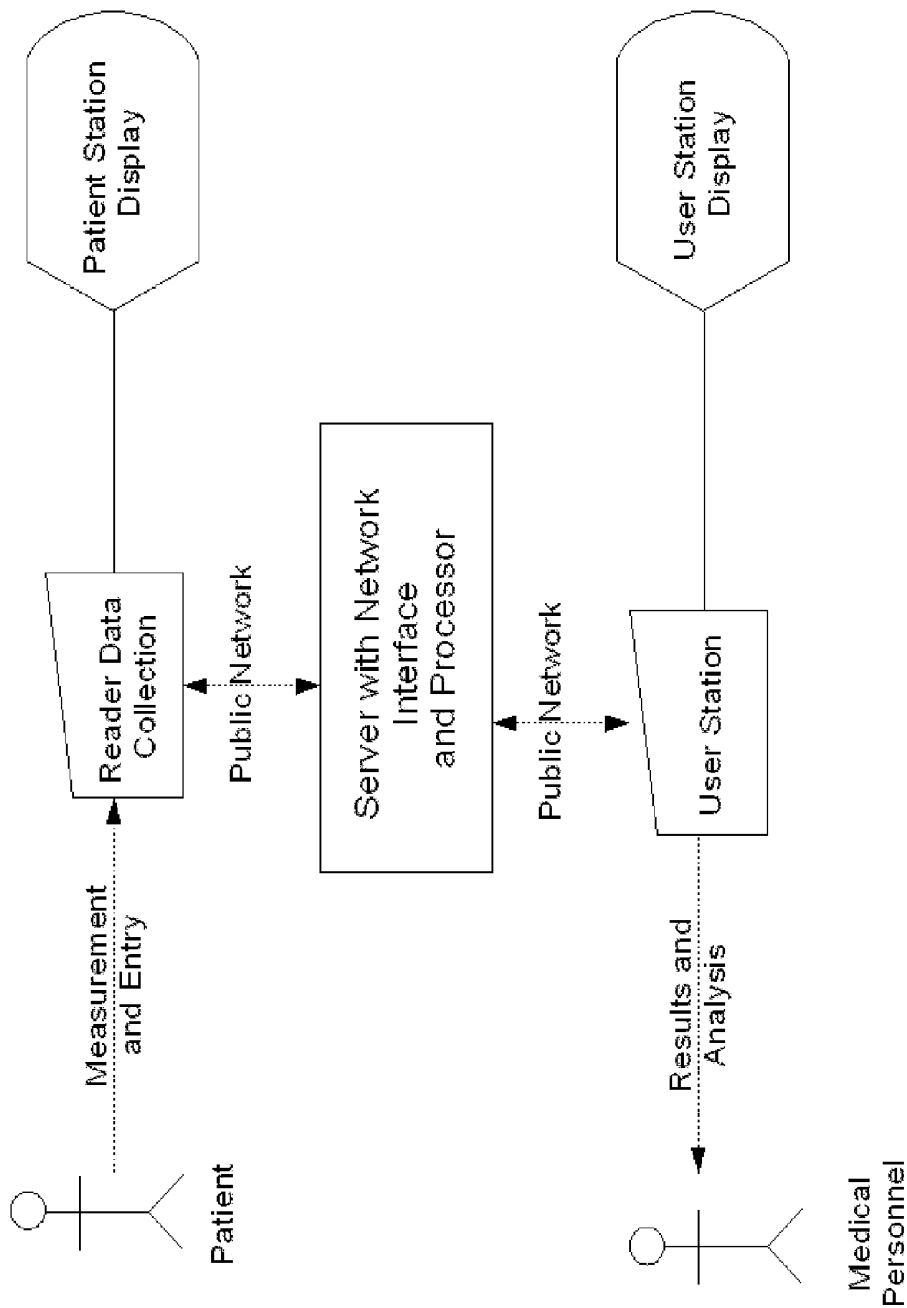 Patient
Measurement
and Entry
Reader Data
Collection
Patient Station
Display
Public Network
Server with Network
Interface
and Processor
Public Network
Medical
Personnel
Results and
Analysis
User Station
User Station
Display